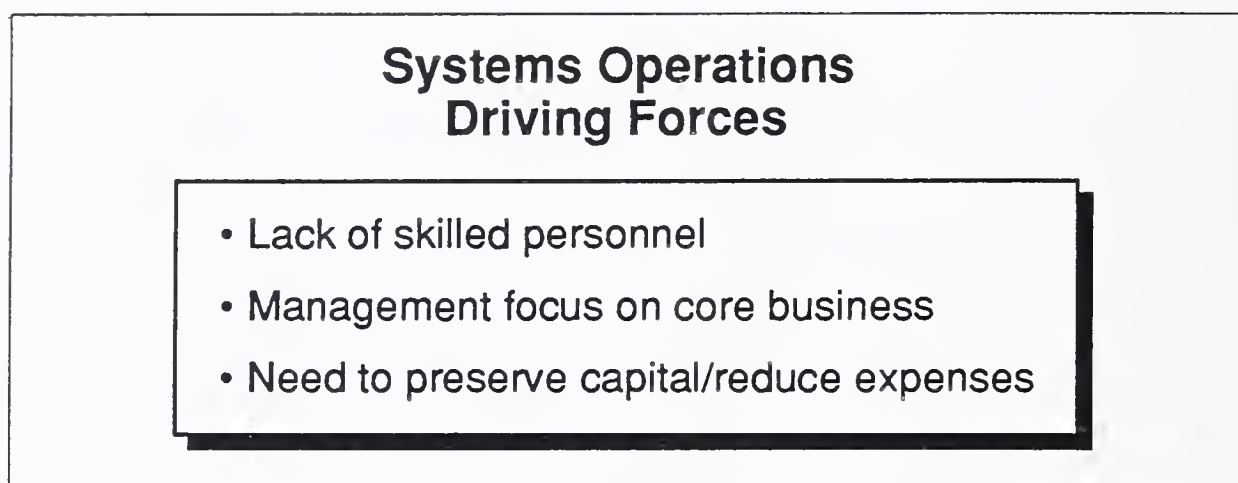 Systems Operations
Driving Forces
• Lack of skilled personnel
• Management focus on core business
• Need to preserve capital/reduce expenses